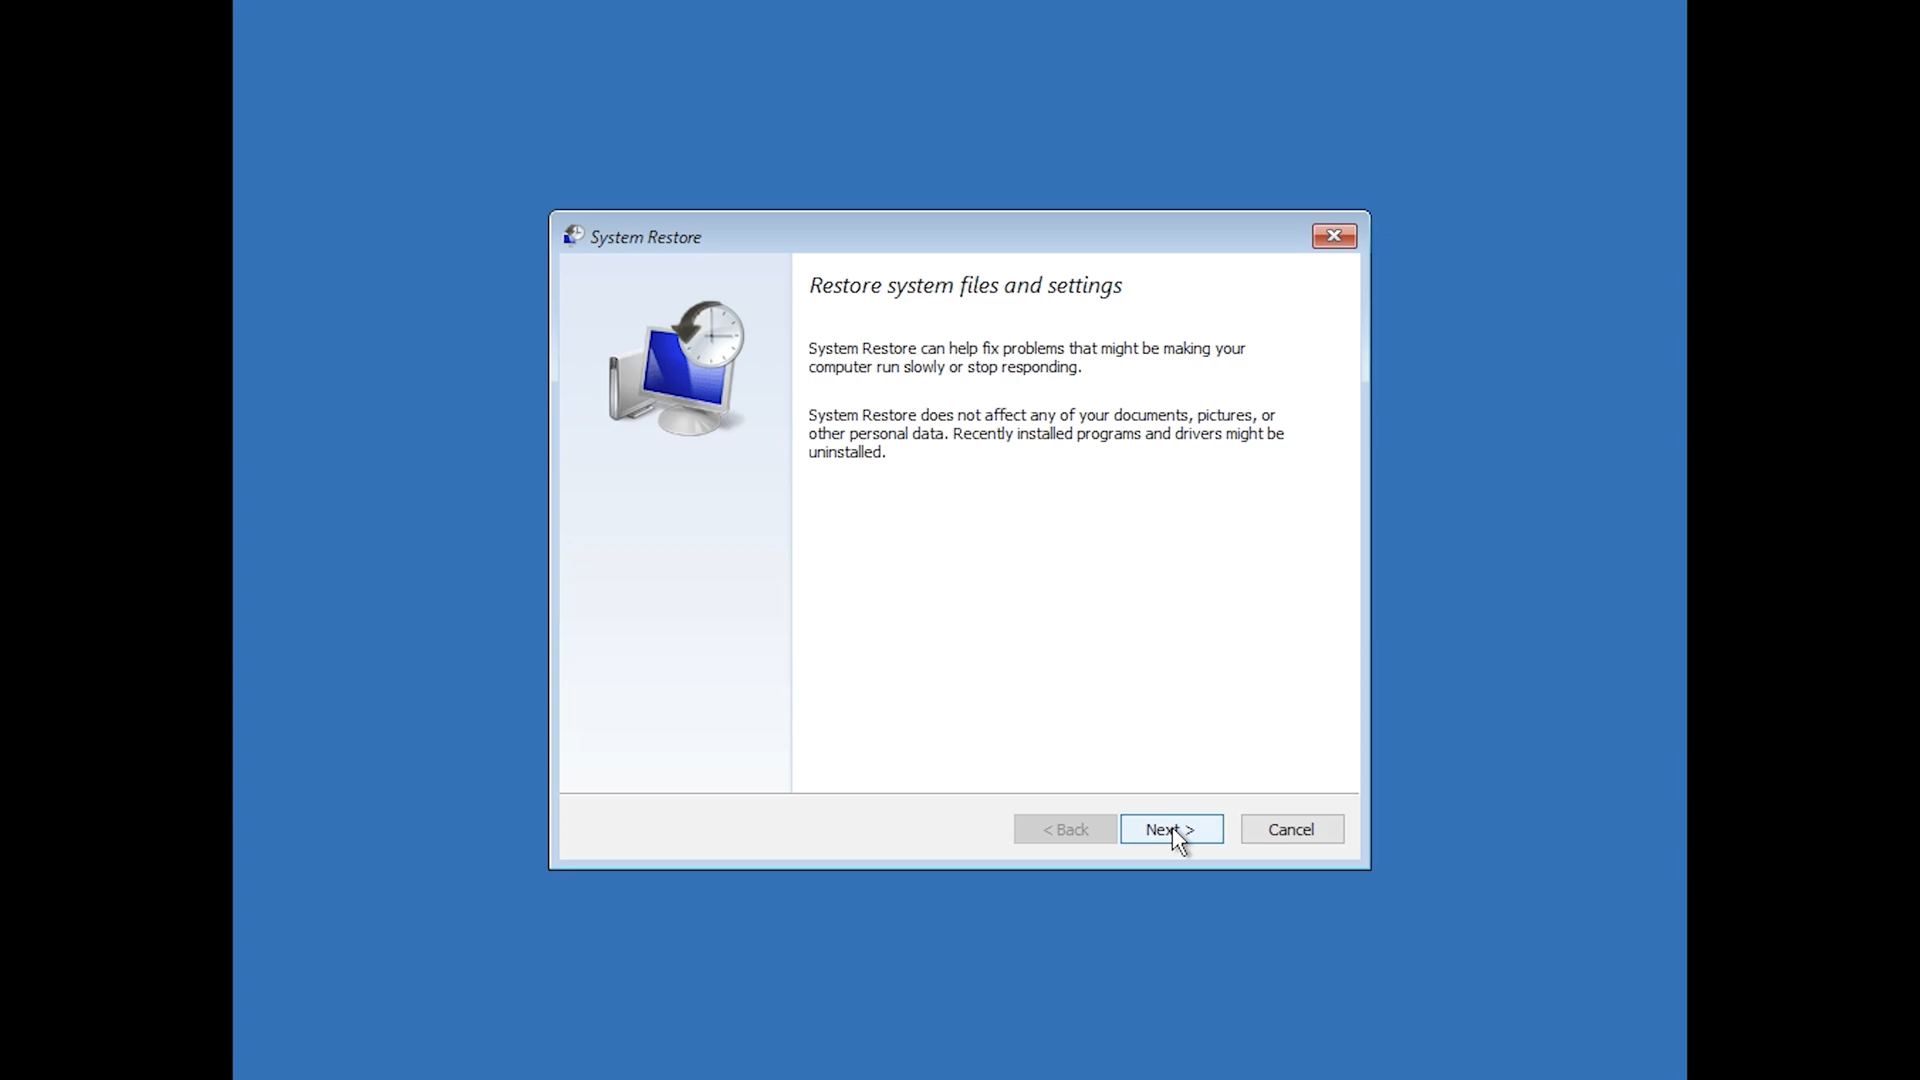 System Restore
Restore system files and settings
System Restore can help fix problems that might be making your
computer run slowly or stop responding.
System Restore does not affect any of your documents, pictures, or
other personal data. Recently installed programs and drivers might be
uninstalled.
< Back
Next >
Cancel